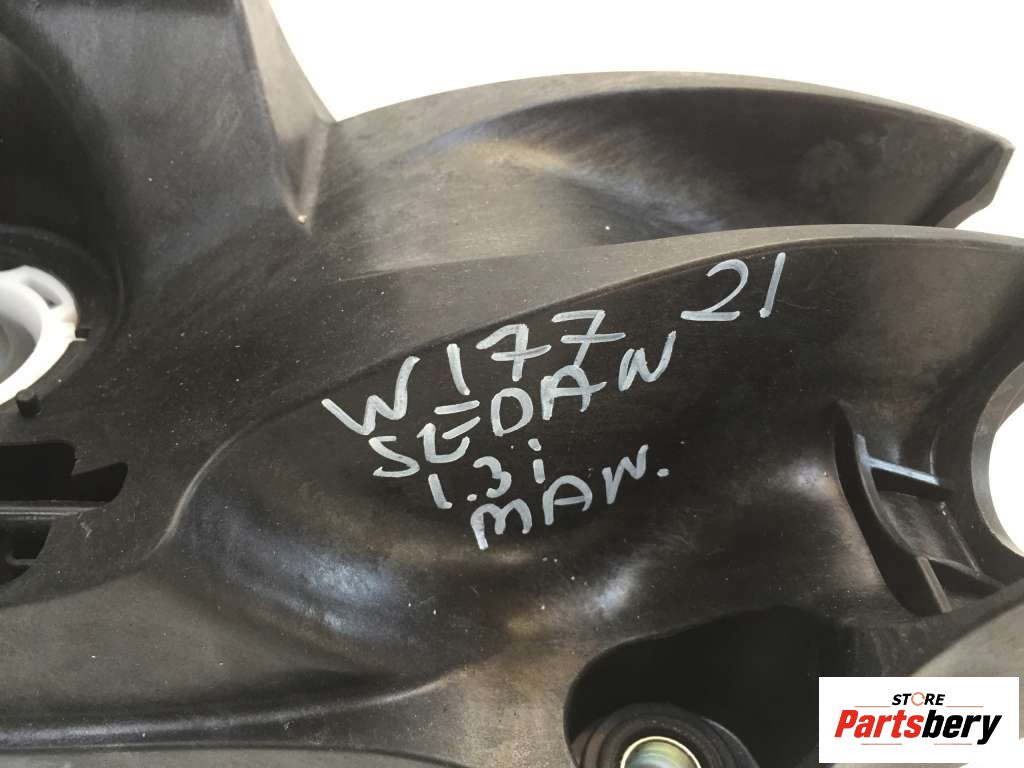 W177 21
SEDAN
1.3i
MAN.
STORE
Partsbery